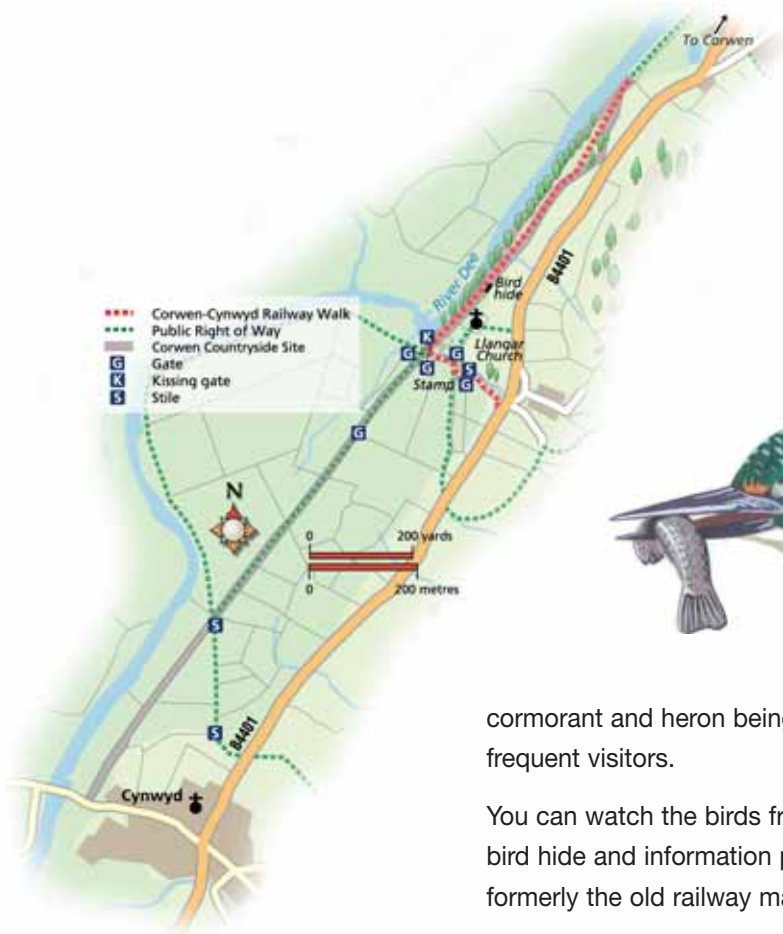 To Corwen
River Dee
Bird
hide
B4401
Corwen-Cynwyd Railway Walk
Public Right of Way
Corwen Countryside Site
G Gate
K Kissing gate
S Stile
K
G
G
G
S
G
Stamp
Llangar
Church
G
N
0 200 yards
0 200 metres
S
S
B4401
Cynwyd
cormorant and heron being
frequent visitors.
You can watch the birds
bird hide and information
formerly the old railway